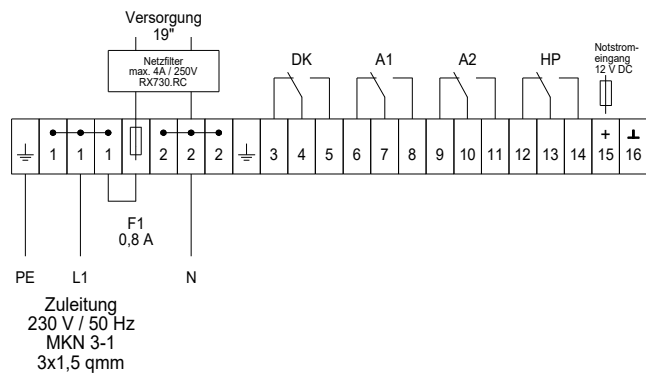 Versorgung
19"
Netzfilter
max. 4A / 250V
RX730.RC
DK
A1
A2
HP
Notstrom-
eingang
12 V DC
1 1 1 2 2 2 3 4 5 6 7 8 9 10 11 12 13 14 + 15 16
F1
0,8 A
PE L1 N
Zuleitung
230 V / 50 Hz
MKN 3-1
3x1,5 qmm